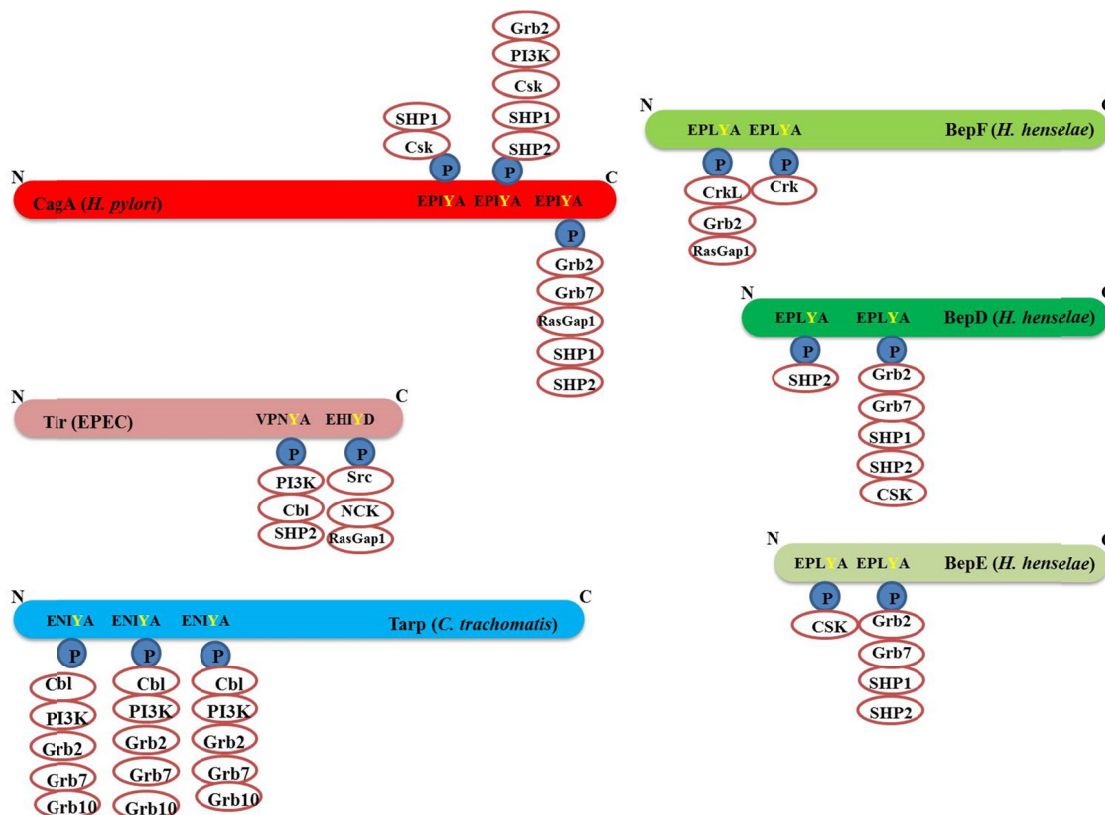 Grb2
PI3K
Csk
SHP1
SHP2
P
SHP1
Csk
P
N
C
CagA (H. pylori)
EPIYA EPIYA EPIYA
P
Grb2
Grb7
RasGap1
SHP1
SHP2
N
C
Tir (EPEC)
VPNYA EHIYD
P
PI3K
Cbl
SHP2
P
Src
NCK
RasGap1
N
C
ENIYA ENIYA ENIYA
Tarp (C. trachomatis)
P
Cbl
PI3K
Grb2
Grb7
Grb10
P
Cbl
PI3K
Grb2
Grb7
Grb10
P
Cbl
PI3K
Grb2
Grb7
Grb10
N
C
EPLYA EPLYA
BepF (H. henselae)
P
CrkL
Grb2
RasGap1
P
Crk
N
C
EPLYA EPLYA
BepD (H. henselae)
P
SHP2
P
Grb2
Grb7
SHP1
SHP2
CSK
N
C
EPLYA EPLYA
BepE (H. henselae)
P
CSK
P
Grb2
Grb7
SHP1
SHP2